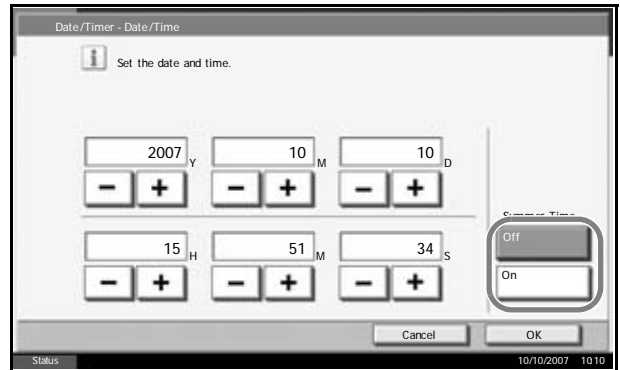 Date/Timer - Date/Time
i Set the date and time.
2007 Y 10 M 10 D
- + - + - +
Summer Time
15 H 51 M 34 S
Off
- + - + - +
On
Cancel OK
Status 10/10/2007 10:10